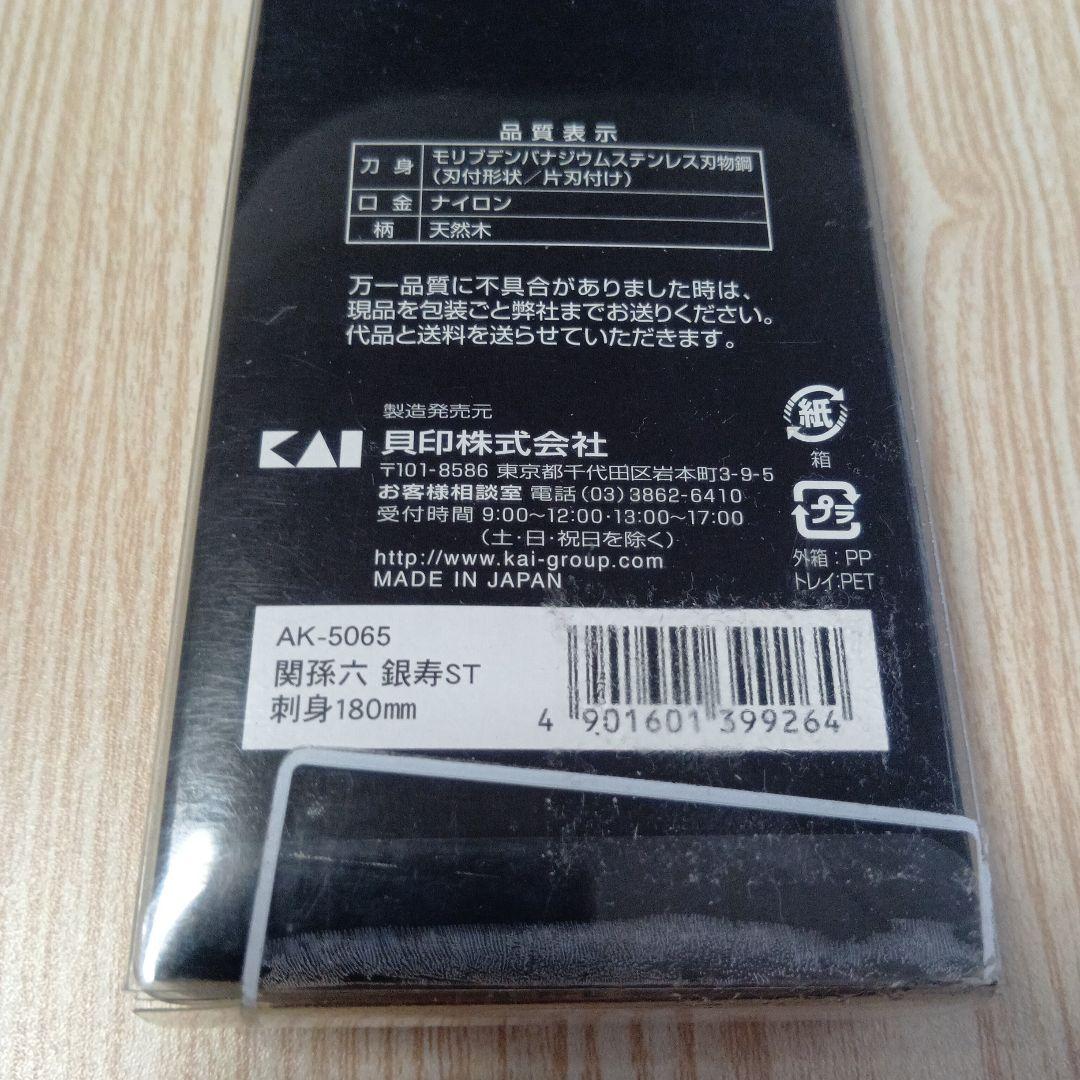 品質表示
刀身 モリブデンバナジウムステンレス刃物鋼
(刃付形状/片刃付け)
口金 ナイロン
柄 天然木
万一品質に不具合がありました時は、
現品を包装ごと弊社までお送りください。
代品と送料を送らせていただきます。
製造発売元
KAI 貝印株式会社
〒101-8586 東京都千代田区岩本町3-9-5
お客様相談室 電話(03)3862-6410
受付時間 9:00〜12:00・13:00〜17:00
(土・日・祝日を除く)
http://www.kai-group.com
MADE IN JAPAN
紙
箱
プラ
外箱:PP
トレイ:PET
AK-5065
関孫六 銀寿ST
刺身180mm
4 901601 399264